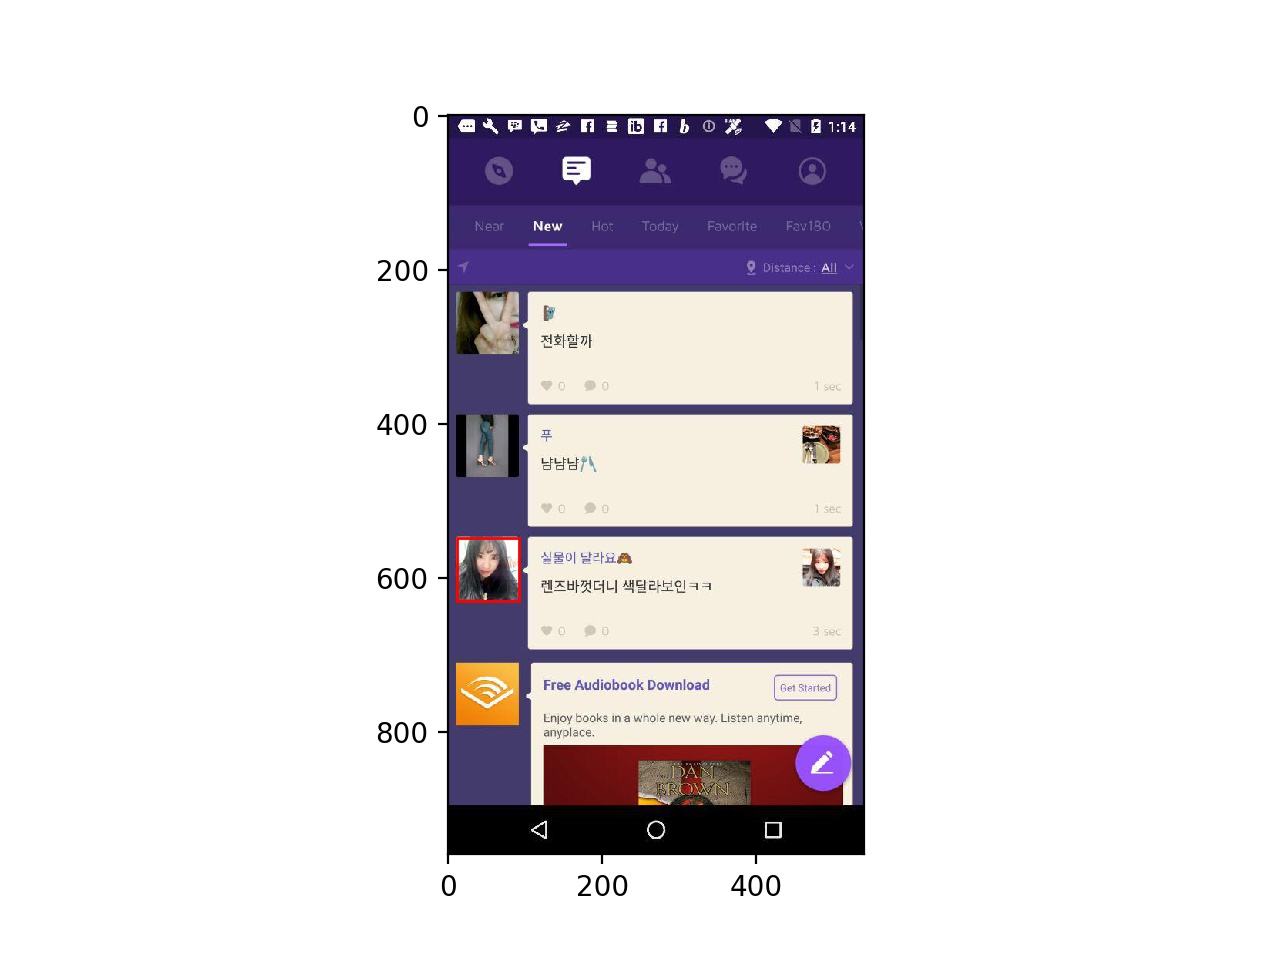 0
200
400
600
800
0
200
400
1:14
Near New Hot Today Favorite Fav180
Distance : All
전화할까
0 0 1 sec
푸
냠냠냠
0 0 1 sec
실물이 달라요
렌즈바꼇더니 색달라보인ㅋㅋ
0 0 3 sec
Free Audiobook Download
Get Started
Enjoy books in a whole new way. Listen anytime,
anyplace.
DAN
BROWN